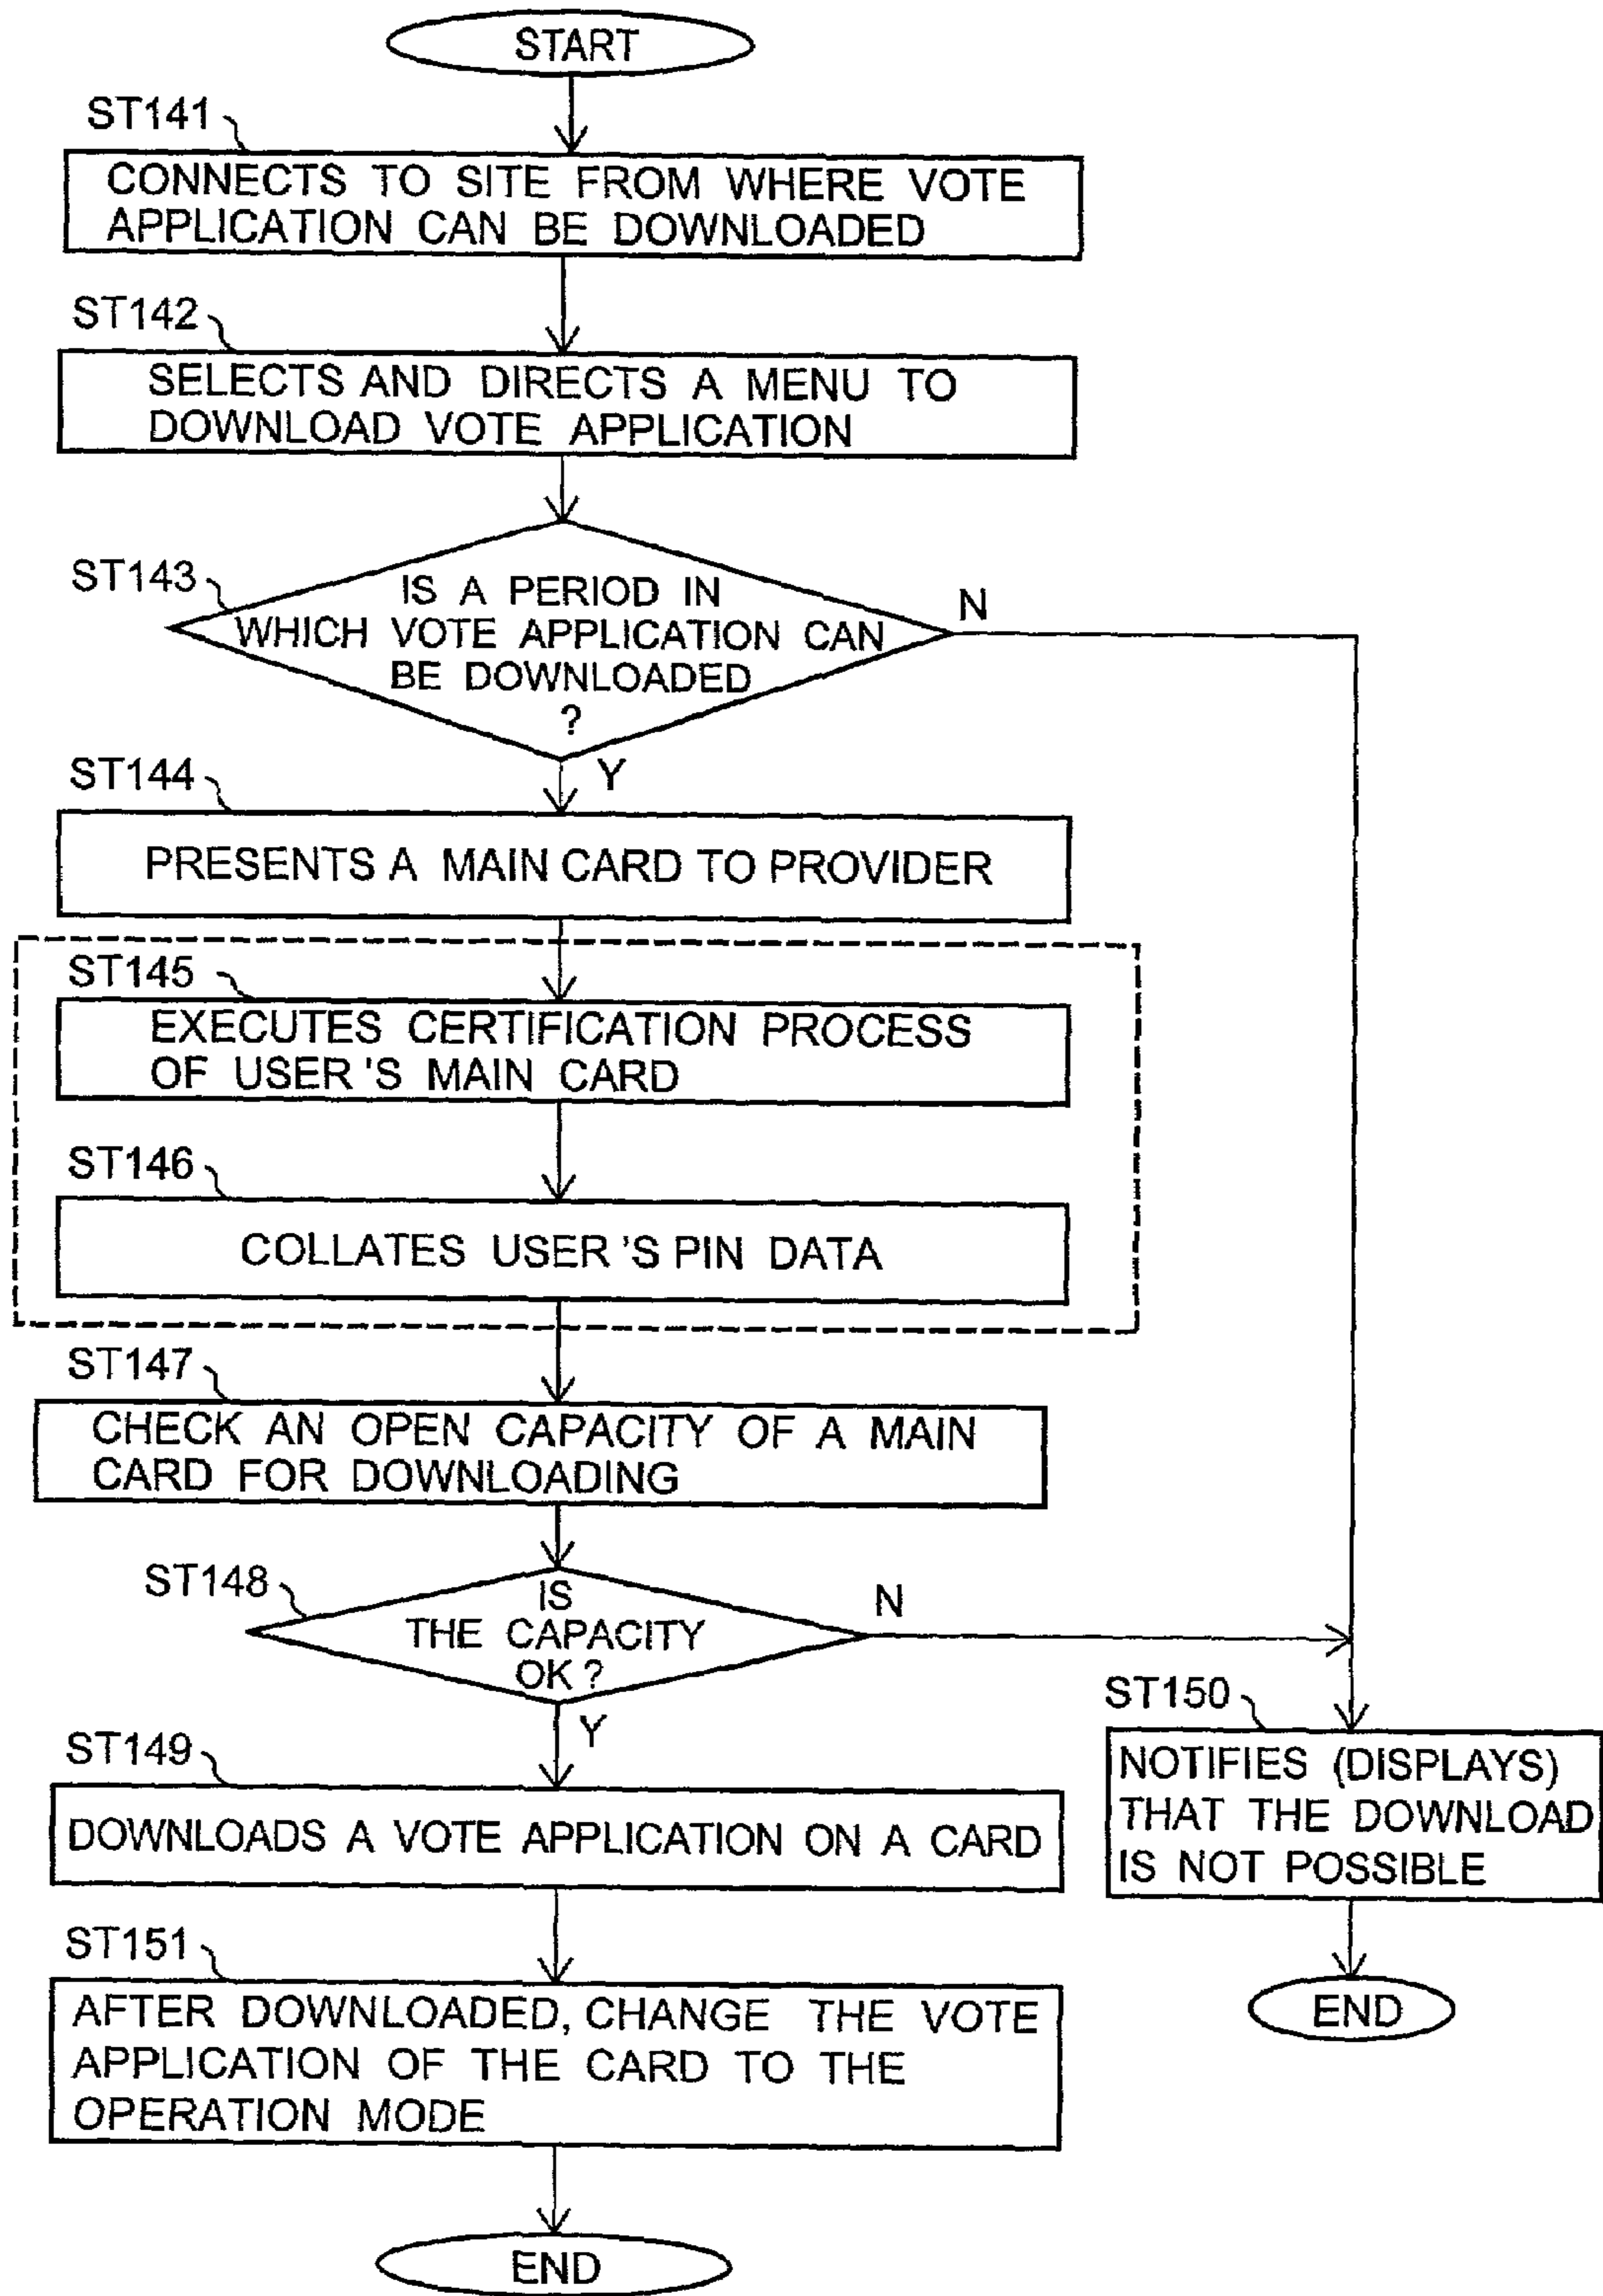 START
ST141
CONNECTS TO SITE FROM WHERE VOTE
APPLICATION CAN BE DOWNLOADED
ST142
SELECTS AND DIRECTS A MENU TO
DOWNLOAD VOTE APPLICATION
ST143
IS A PERIOD IN
WHICH VOTE APPLICATION CAN
BE DOWNLOADED
?
N
Y
ST144
PRESENTS A MAIN CARD TO PROVIDER
ST145
EXECUTES CERTIFICATION PROCESS
OF USER'S MAIN CARD
ST146
COLLATES USER'S PIN DATA
ST147
CHECK AN OPEN CAPACITY OF A MAIN
CARD FOR DOWNLOADING
ST148
IS
THE CAPACITY
OK?
N
Y
ST149
DOWNLOADS A VOTE APPLICATION ON A CARD
ST150
NOTIFIES (DISPLAYS)
THAT THE DOWNLOAD
IS NOT POSSIBLE
END
ST151
AFTER DOWNLOADED, CHANGE THE VOTE
APPLICATION OF THE CARD TO THE
OPERATION MODE
END